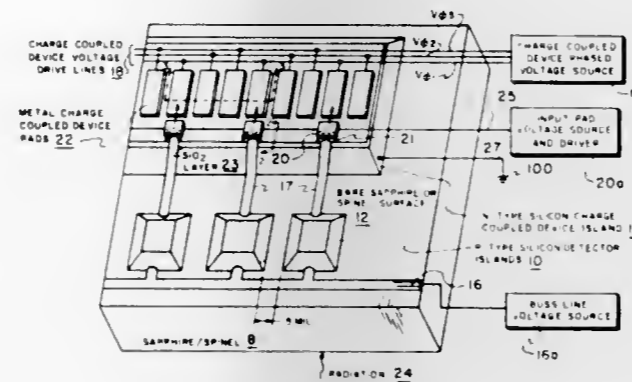 Vφ3
Vφ2
Vφ1
CHARGE COUPLED
DEVICE VOLTAGE
DRIVE LINES 18
CHARGE COUPLED
DEVICE PHASED
VOLTAGE SOURCE
25
METAL CHARGE
COUPLED DEVICE
PADS 22
INPUT PAD
VOLTAGE SOURCE
AND DRIVER
20a
21
27
100
SiO2
LAYER 23
20
17
BARE SAPPHIRE OR
SPINEL SURFACE
12
N TYPE SILICON CHARGE
COUPLED DEVICE ISLAND
P TYPE SILICON DETECTOR
ISLANDS 10
16
BUSS LINE
VOLTAGE SOURCE
16a
MIL
SAPPHIRE/SPINEL 8
RADIATION 24